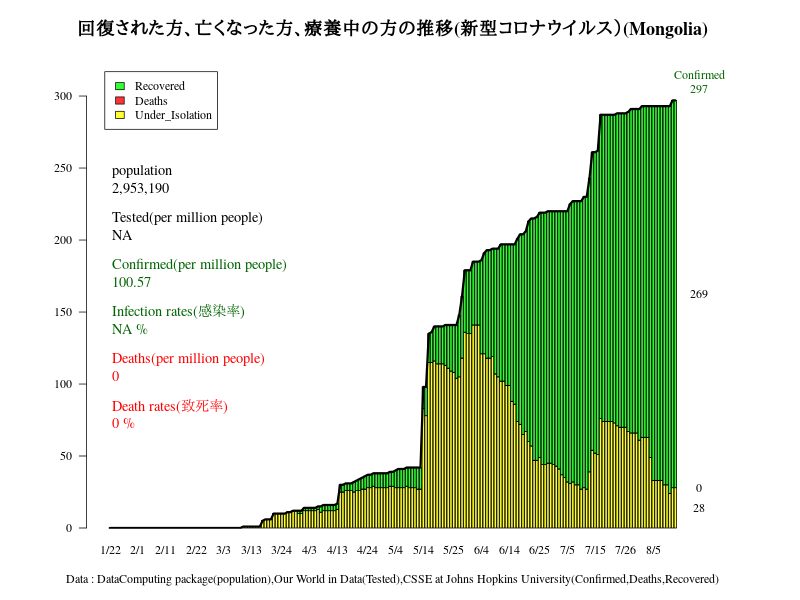 回復された方、亡くなった方、療養中の方の推移(新型コロナウイルス）(Mongolia)
Confirmed
297
Recovered
Deaths
Under_Isolation
population
2,953,190
Tested(per million people)
NA
Confirmed(per million people)
100.57
Infection rates(感染率)
NA %
Deaths(per million people)
0
Death rates(致死率)
0 %
300
250
200
150
100
50
0
269
0
28
1/22 2/1 2/11 2/22 3/3 3/13 3/24 4/3 4/13 4/24 5/4 5/14 5/25 6/4 6/14 6/25 7/5 7/15 7/26 8/5
Data : DataComputing package(population),Our World in Data(Tested),CSSE at Johns Hopkins University(Confirmed,Deaths,Recovered)